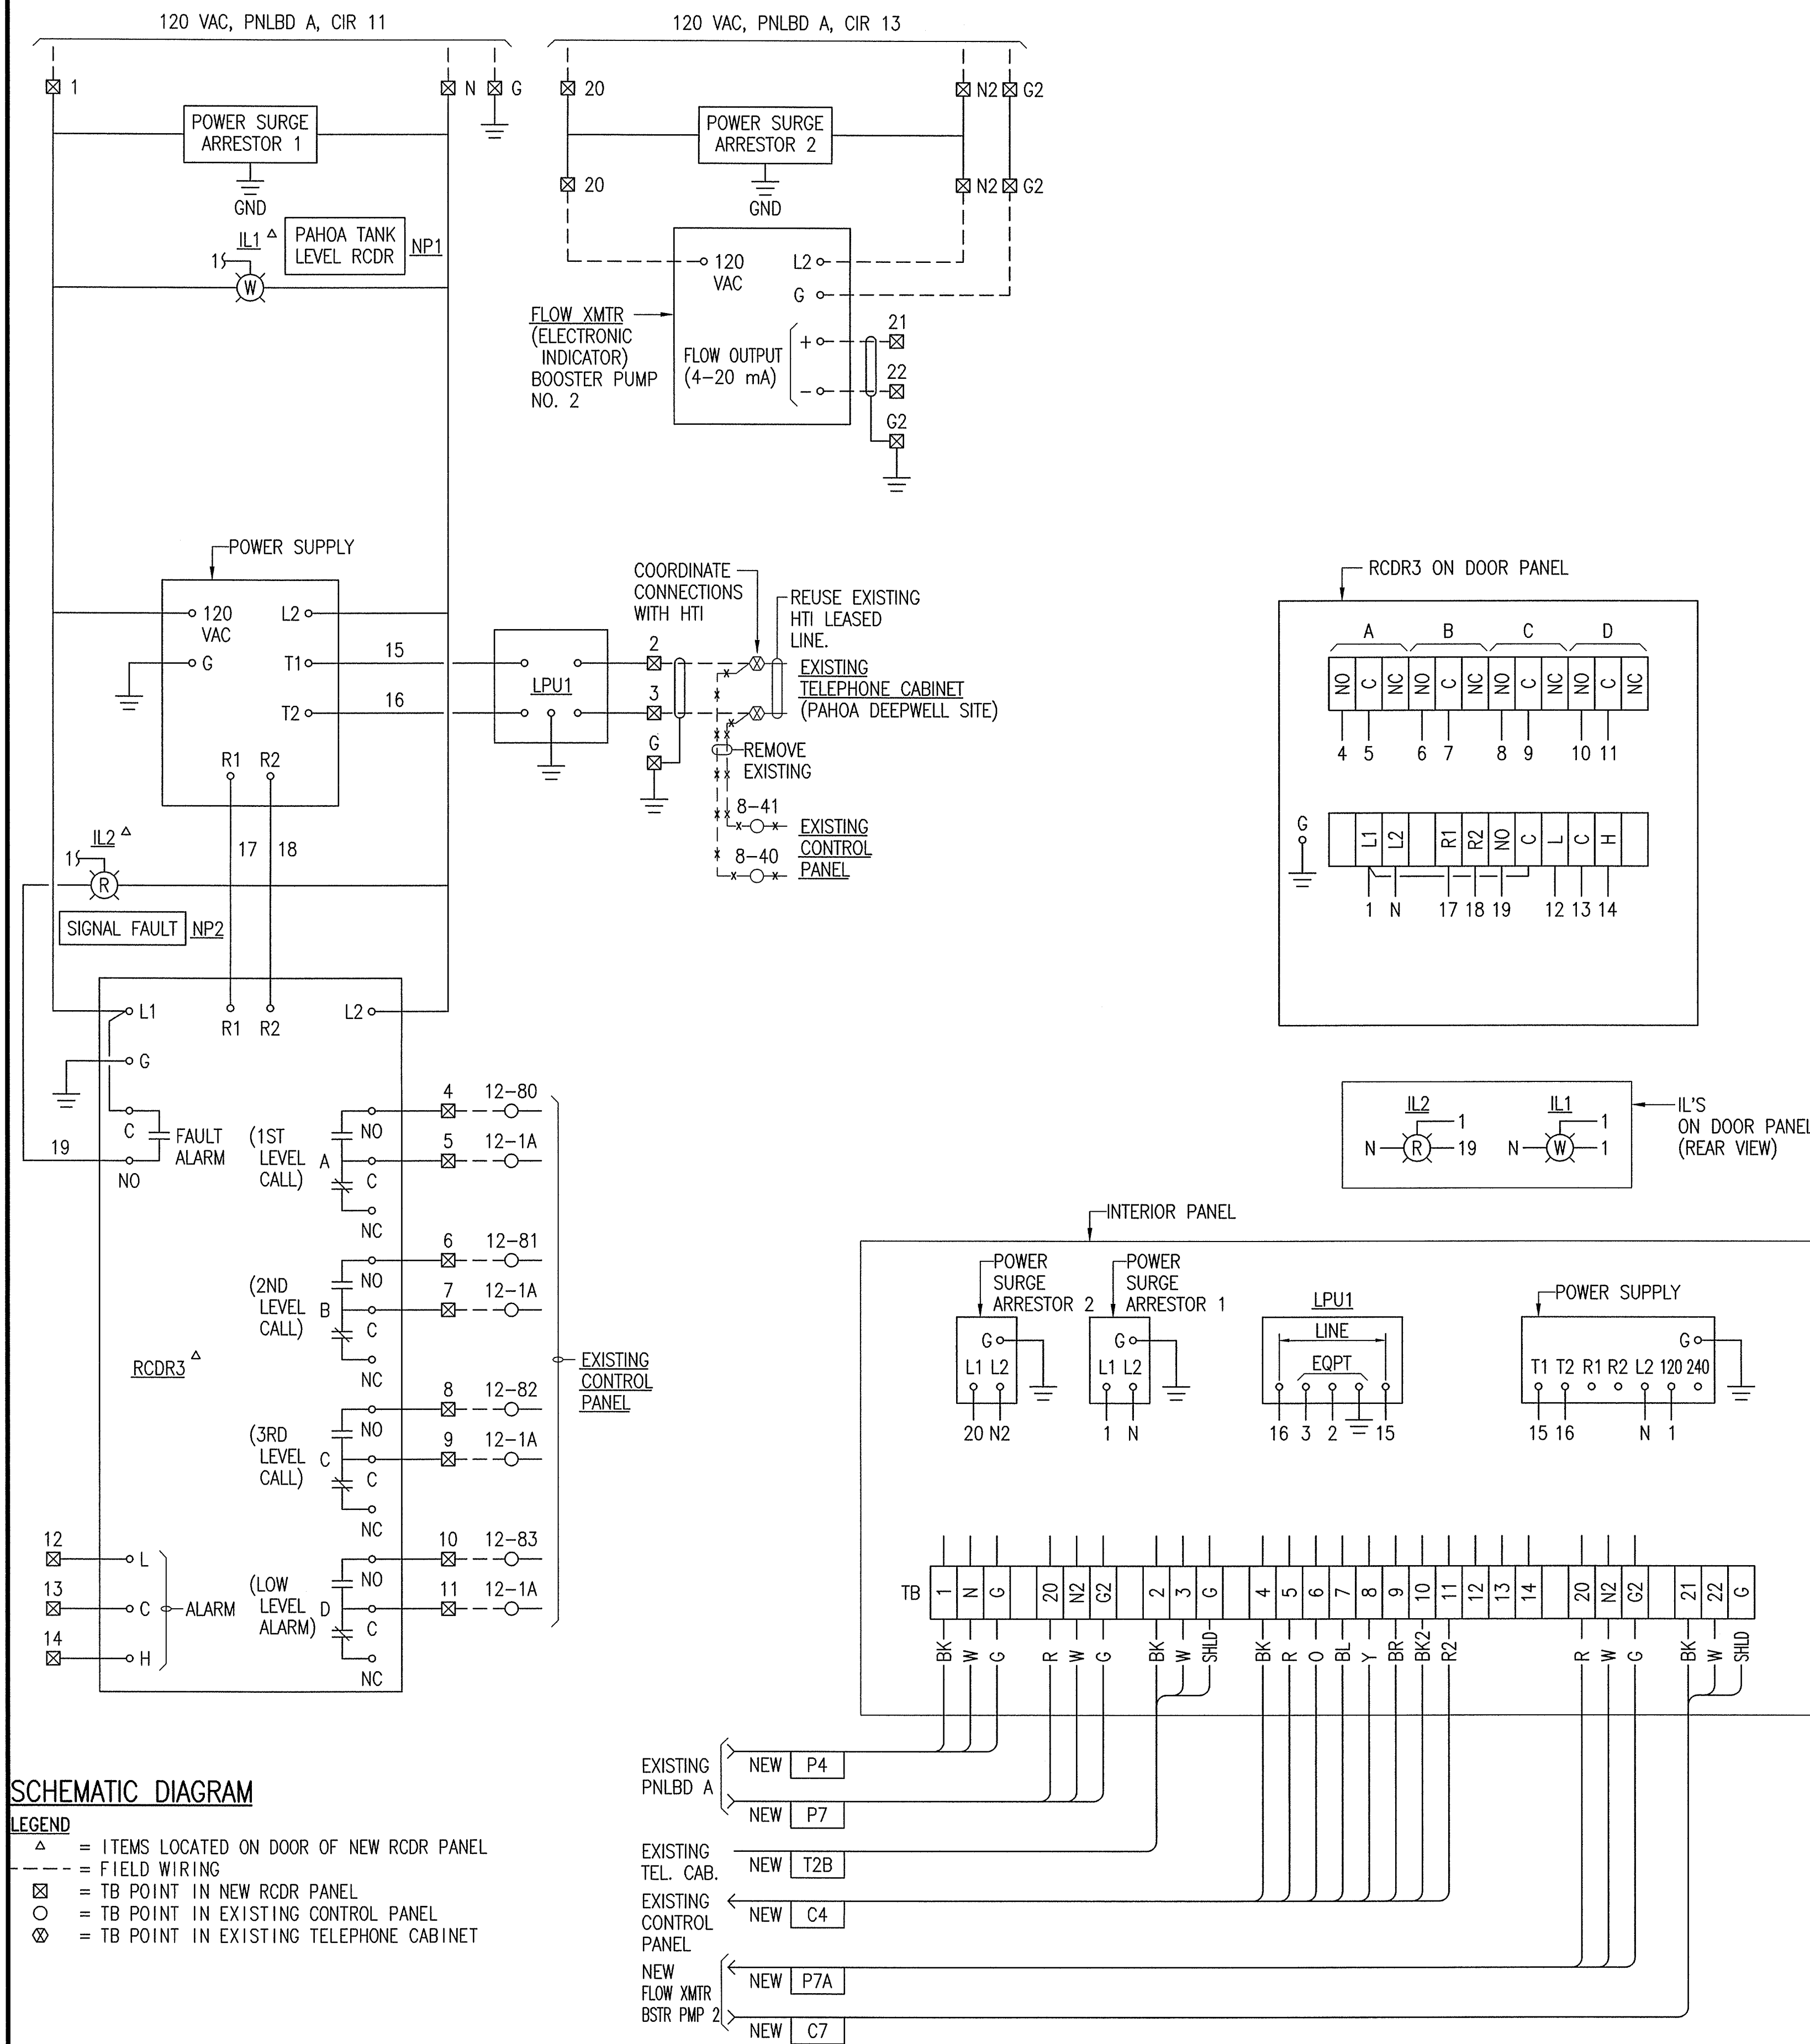 120 VAC, PNLBD A, CIR 11
120 VAC, PNLBD A, CIR 13
1
N
G
20
N2
G2
POWER SURGE
ARRESTOR 1
GND
POWER SURGE
ARRESTOR 2
GND
20
N2
G2
IL1
1
W
PAHOA TANK
LEVEL RCDR
NP1
120
VAC
L2
G
FLOW XMTR
(ELECTRONIC
INDICATOR)
BOOSTER PUMP
NO. 2
FLOW OUTPUT
(4-20 mA)
+
-
21
22
G2
POWER SUPPLY
120
VAC
G
L2
T1
T2
R1
R2
15
16
LPU1
2
3
G
COORDINATE
CONNECTIONS
WITH HTI
REUSE EXISTING
HTI LEASED
LINE.
EXISTING
TELEPHONE CABINET
(PAHOA DEEPWELL SITE)
REMOVE
EXISTING
8-41
8-40
EXISTING
CONTROL
PANEL
IL2
1
R
17
18
SIGNAL FAULT
NP2
L1
R1
R2
L2
G
C
NO
19
FAULT
ALARM
RCDR3
(1ST
LEVEL
CALL)
A
NO
C
NC
4
12-80
5
12-1A
(2ND
LEVEL
CALL)
B
NO
C
NC
6
12-81
7
12-1A
(3RD
LEVEL
CALL)
C
NO
C
NC
8
12-82
9
12-1A
(LOW
LEVEL
ALARM)
D
NO
C
NC
10
12-83
11
12-1A
EXISTING
CONTROL
PANEL
12
L
13
C
14
H
ALARM
RCDR3 ON DOOR PANEL
A B C D
NO C NC NO C NC NO C NC NO C NC
4 5 6 7 8 9 10 11
G
L1 L2 R1 R2 NO C L C H
1 N 17 18 19 12 13 14
IL2
1
N R 19
IL1
1
N W 1
IL'S
ON DOOR PANEL
(REAR VIEW)
INTERIOR PANEL
POWER
SURGE
ARRESTOR 2
G
L1 L2
20 N2
POWER
SURGE
ARRESTOR 1
G
L1 L2
1 N
LPU1
LINE
EQPT
16 3 2 15
POWER SUPPLY
G
T1 T2 R1 R2 L2 120 240
15 16 N 1
TB
1 N G 20 N2 G2 2 3 G 4 5 6 7 8 9 10 11 12 13 14 20 N2 G2 21 22 G
BK W G R W G BK W SHLD BK R O BL Y BR BK2 R2 R W G BK W SHLD
EXISTING
PNLBD A
NEW P4
NEW P7
EXISTING
TEL. CAB.
NEW T2B
EXISTING
CONTROL
PANEL
NEW C4
NEW
FLOW XMTR
BSTR PMP 2
NEW P7A
NEW C7
SCHEMATIC DIAGRAM
LEGEND
= ITEMS LOCATED ON DOOR OF NEW RCDR PANEL
= FIELD WIRING
= TB POINT IN NEW RCDR PANEL
= TB POINT IN EXISTING CONTROL PANEL
= TB POINT IN EXISTING TELEPHONE CABINET